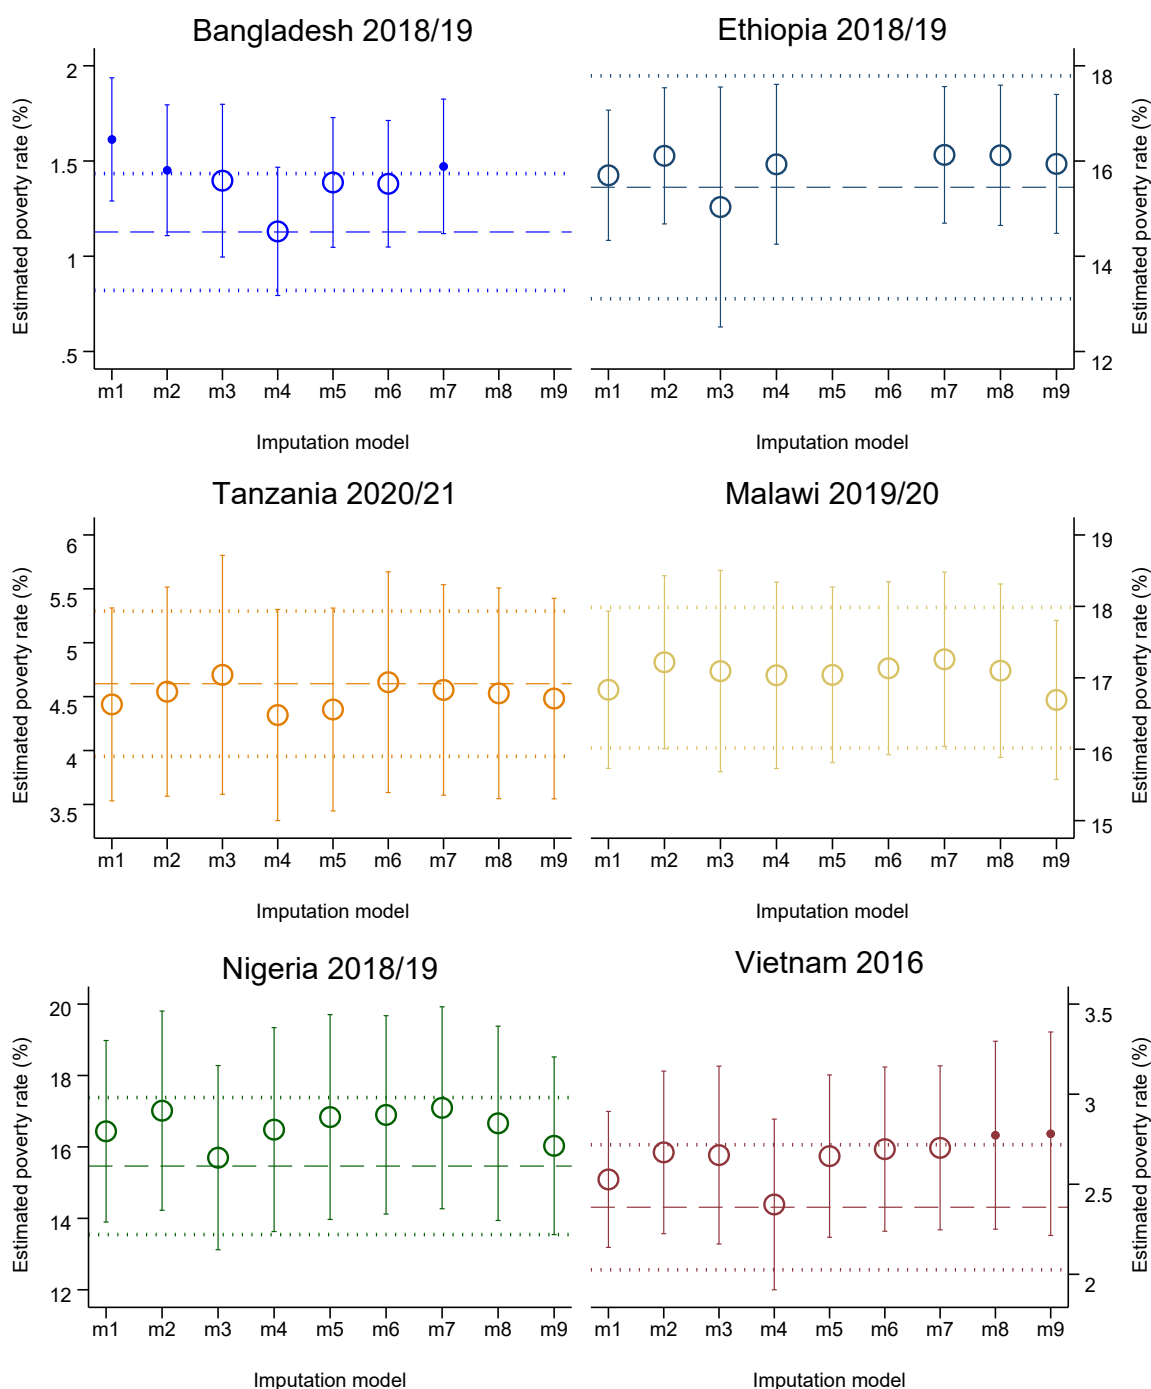 Bangladesh 2018/19
Estimated poverty rate (%)
2
1.5
1
.5
m1 m2 m3 m4 m5 m6 m7 m8 m9
Imputation model
Ethiopia 2018/19
Estimated poverty rate (%)
18
16
14
12
m1 m2 m3 m4 m5 m6 m7 m8 m9
Imputation model
Tanzania 2020/21
Estimated poverty rate (%)
6
5.5
5
4.5
4
3.5
m1 m2 m3 m4 m5 m6 m7 m8 m9
Imputation model
Malawi 2019/20
Estimated poverty rate (%)
19
18
17
16
15
m1 m2 m3 m4 m5 m6 m7 m8 m9
Imputation model
Nigeria 2018/19
Estimated poverty rate (%)
20
18
16
14
12
m1 m2 m3 m4 m5 m6 m7 m8 m9
Imputation model
Vietnam 2016
Estimated poverty rate (%)
3.5
3
2.5
2
m1 m2 m3 m4 m5 m6 m7 m8 m9
Imputation model